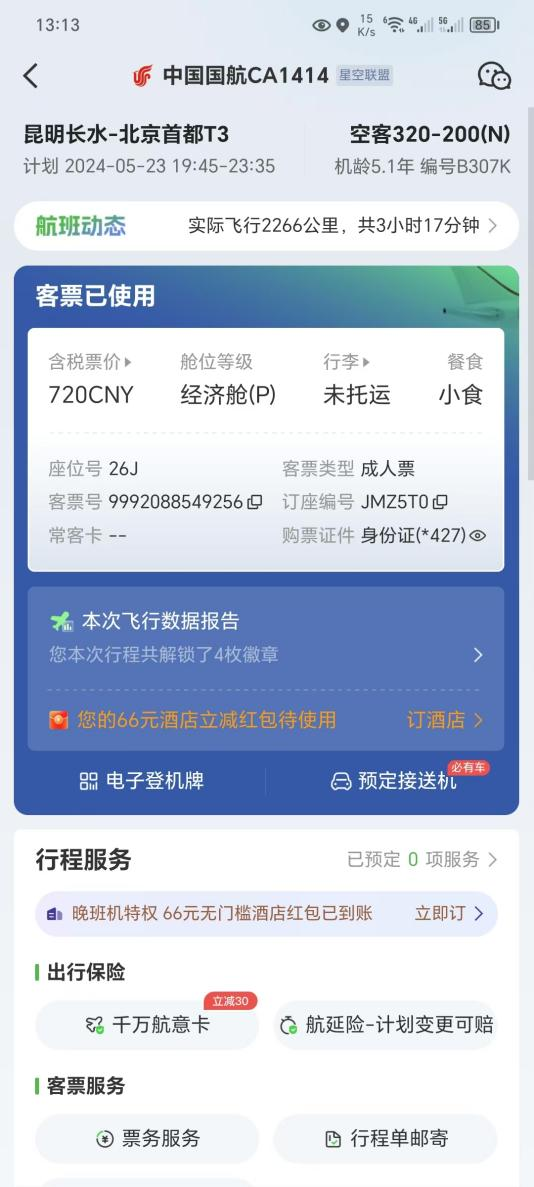 13:13
15 K/s 6 4G 5G 85
中国国航CA1414 星空联盟
昆明长水-北京首都T3 空客320-200(N)
计划 2024-05-23 19:45-23:35 机龄5.1年 编号B307K
航班动态 实际飞行2266公里，共3小时17分钟
客票已使用
含税票价 舱位等级 行李 餐食
720CNY 经济舱(P) 未托运 小食
座位号 26J 客票类型 成人票
客票号 9992088549256 订座编号 JMZ5T0
常客卡 -- 购票证件 身份证(*427)
本次飞行数据报告
您本次行程共解锁了4枚徽章
您的66元酒店立减红包待使用 订酒店
必有车
电子登机牌 预定接送机
行程服务 已预定 0 项服务
晚班机特权 66元无门槛酒店红包已到账 立即订
出行保险
立减30
千万航意卡 航延险-计划变更可赔
客票服务
票务服务 行程单邮寄